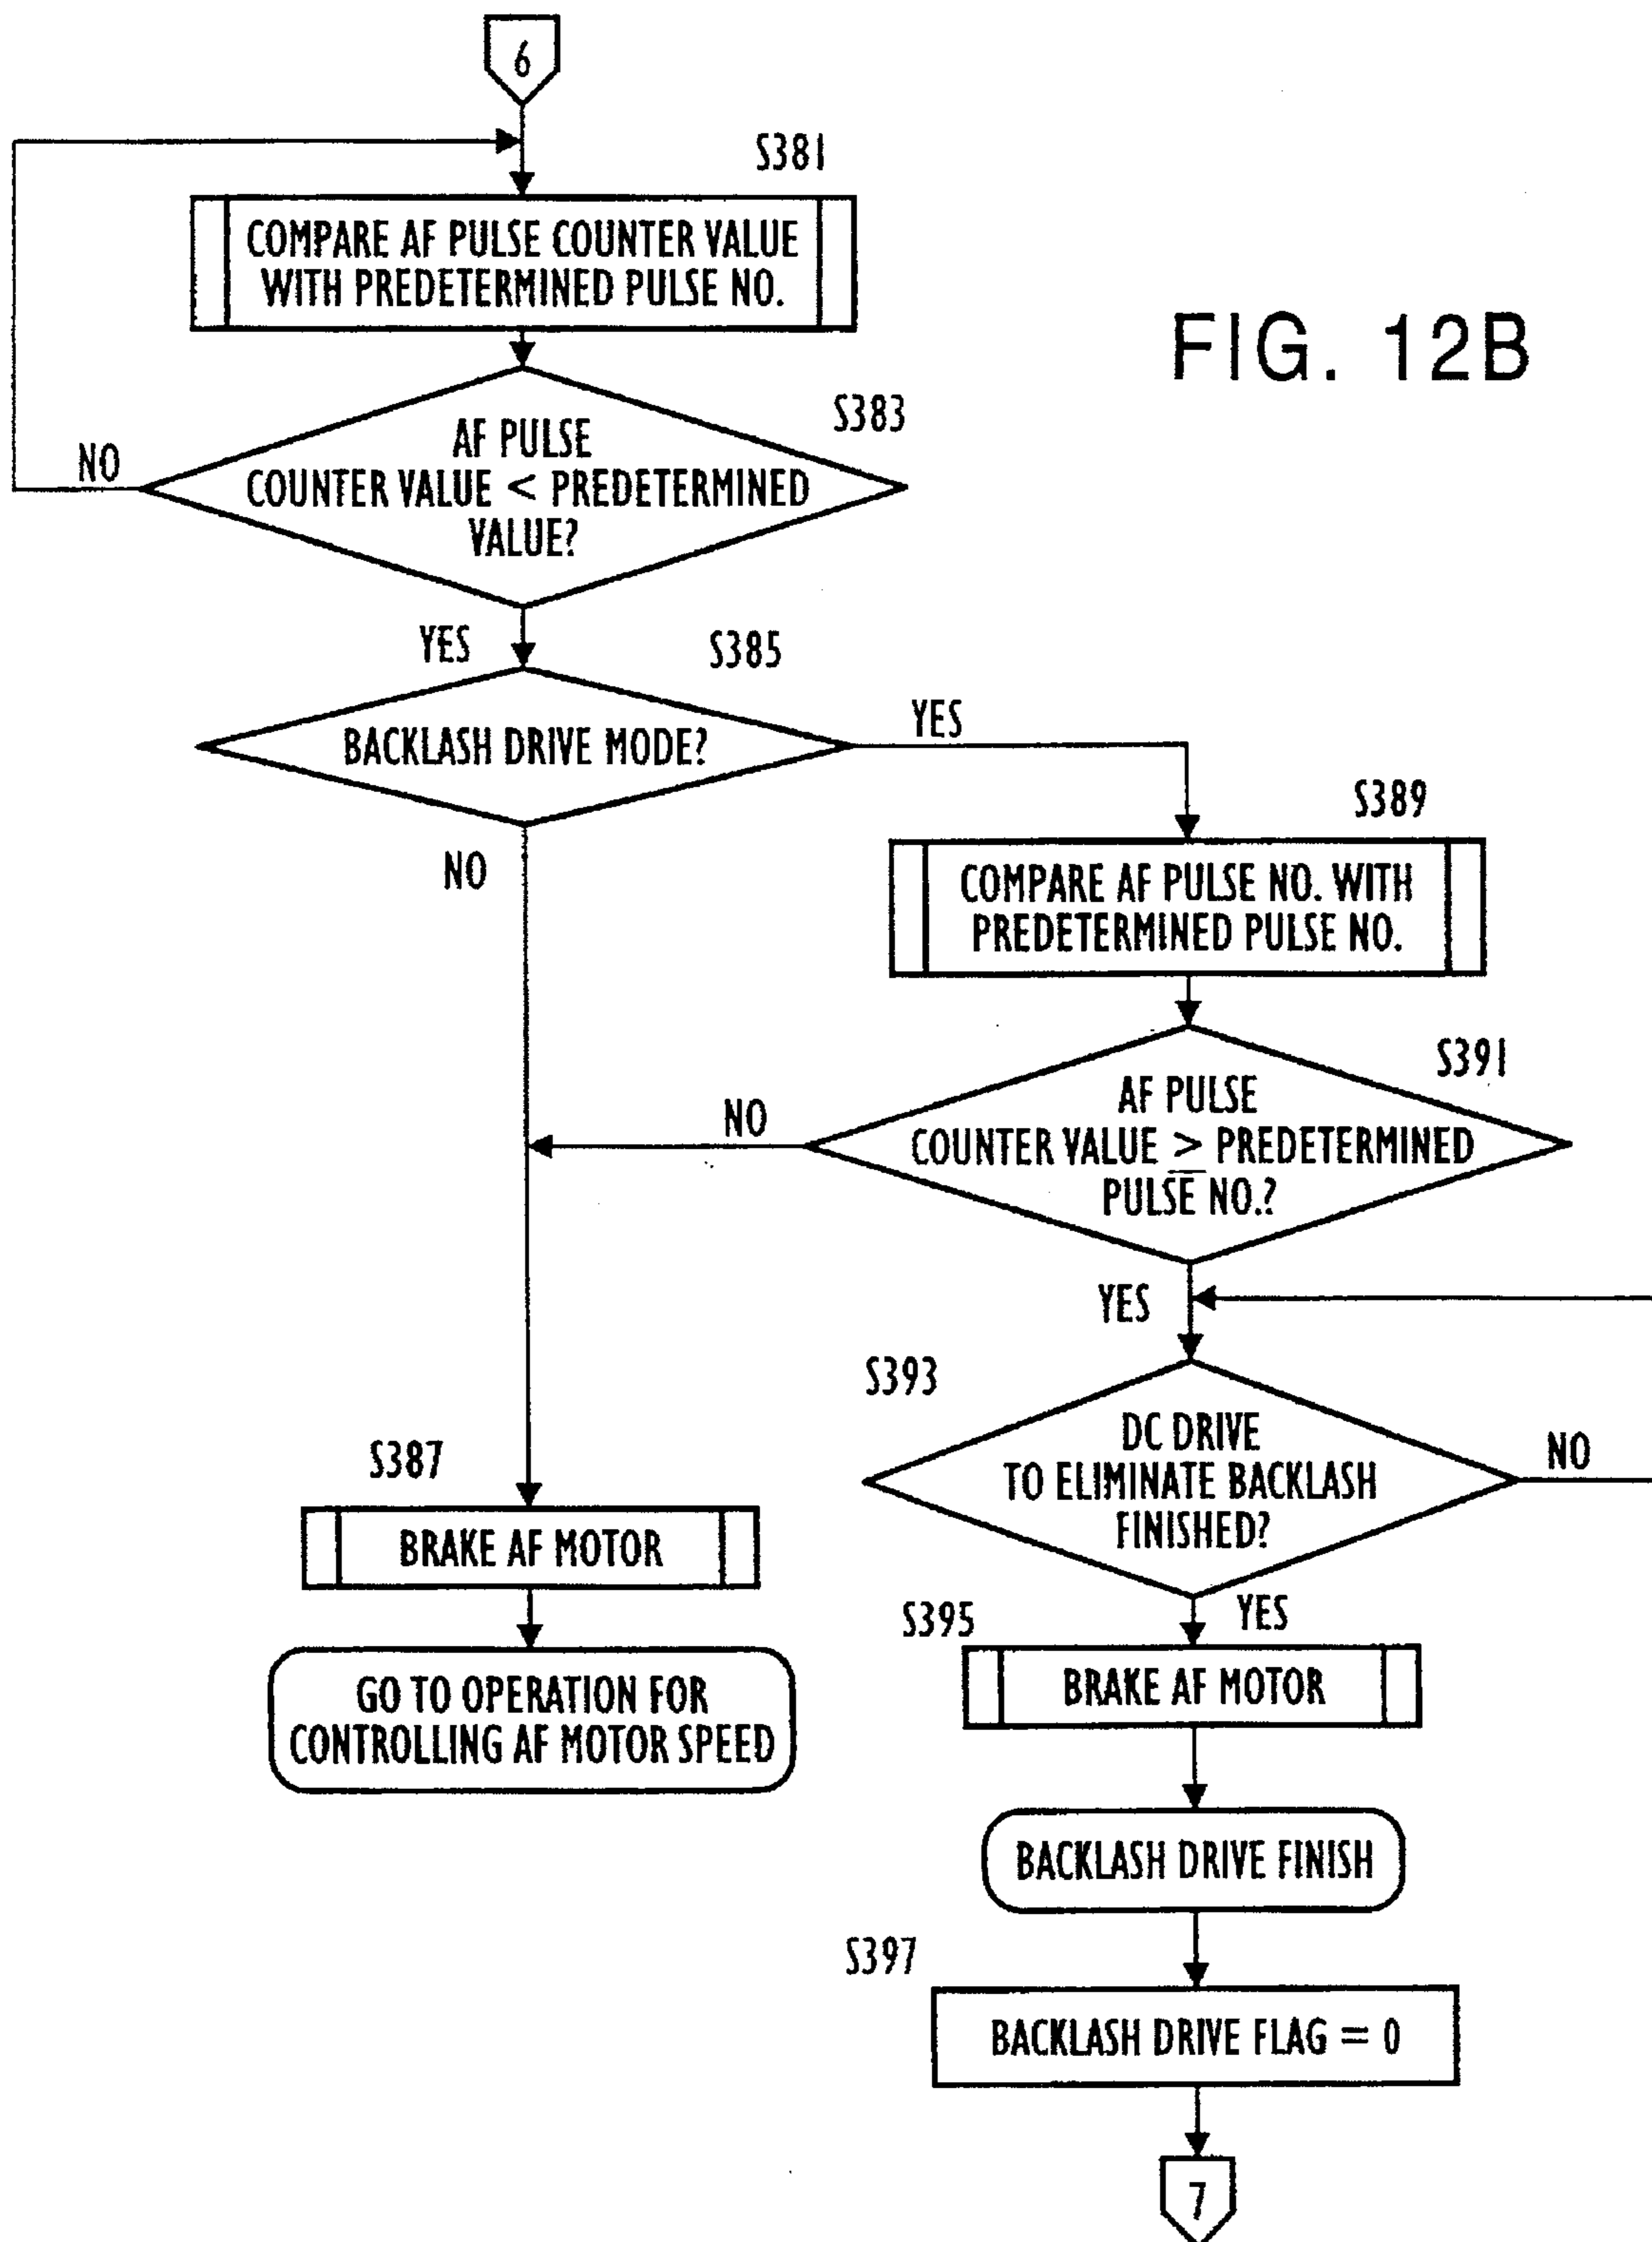 6
S381
COMPARE AF PULSE COUNTER VALUE
WITH PREDETERMINED PULSE NO.
FIG. 12B
S383
AF PULSE
COUNTER VALUE < PREDETERMINED
VALUE?
NO
YES
S385
BACKLASH DRIVE MODE?
YES
NO
S389
COMPARE AF PULSE NO. WITH
PREDETERMINED PULSE NO.
S391
AF PULSE
COUNTER VALUE ≥ PREDETERMINED
PULSE NO.?
NO
YES
S393
DC DRIVE
TO ELIMINATE BACKLASH
FINISHED?
NO
YES
S387
BRAKE AF MOTOR
GO TO OPERATION FOR
CONTROLLING AF MOTOR SPEED
S395
BRAKE AF MOTOR
BACKLASH DRIVE FINISH
S397
BACKLASH DRIVE FLAG = 0
7